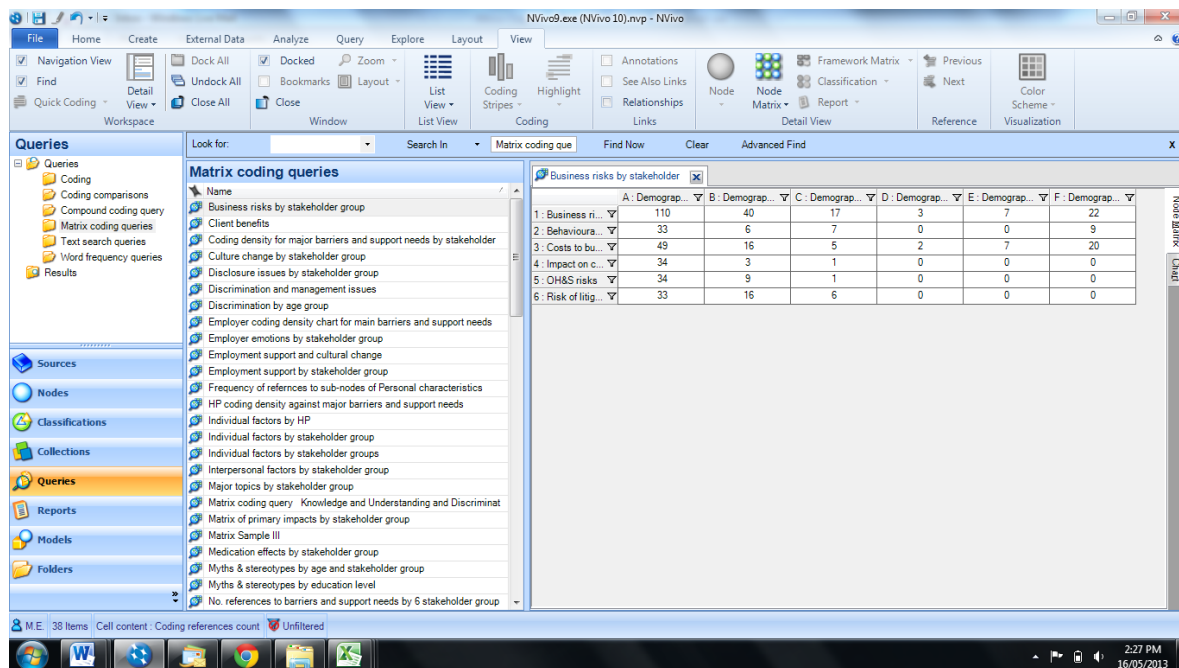 NVivo9.exe (NVivo 10).nvp - NVivo
File Home Create External Data Analyze Query Explore Layout View
Navigation View
Find
Quick Coding
Detail View
Workspace
Dock All
Undock All
Close All
Docked
Bookmarks
Close
Zoom
Layout
Window
List View
List View
Coding Stripes
Highlight
Coding
Annotations
See Also Links
Relationships
Links
Node
Node Matrix
Framework Matrix
Classification
Report
Detail View
Previous
Next
Reference
Color Scheme
Visualization
Queries
Look for: Search In Matrix coding que Find Now Clear Advanced Find x
Queries
Coding
Coding comparisons
Compound coding query
Matrix coding queries
Text search queries
Word frequency queries
Results
Sources
Nodes
Classifications
Collections
Queries
Reports
Models
Folders
Matrix coding queries
Name
Business risks by stakeholder group
Client benefits
Coding density for major barriers and support needs by stakeholder
Culture change by stakeholder group
Disclosure issues by stakeholder group
Discrimination and management issues
Discrimination by age group
Employer coding density chart for main barriers and support needs
Employer emotions by stakeholder group
Employment support and cultural change
Employment support by stakeholder group
Frequency of refernces to sub-nodes of Personal characteristics
HP coding density against major barriers and support needs
Individual factors by HP
Individual factors by stakeholder group
Individual factors by stakeholder groups
Interpersonal factors by stakeholder group
Major topics by stakeholder group
Matrix coding query Knowledge and Understanding and Discriminat
Matrix of primary impacts by stakeholder group
Matrix Sample III
Medication effects by stakeholder group
Myths & stereotypes by age and stakeholder group
Myths & stereotypes by education level
No. references to barriers and support needs by 6 stakeholder group
Business risks by stakeholder
A : Demograp... B : Demograp... C : Demograp... D : Demograp... E : Demograp... F : Demograp...
1 : Business ri... 110 40 17 3 7 22
2 : Behavioura... 33 6 7 0 0 9
3 : Costs to bu... 49 16 5 2 7 20
4 : Impact on c... 34 3 1 0 0 0
5 : OH&S risks 34 9 1 0 0 0
6 : Risk of litig... 33 16 6 0 0 0
Node Matrix
Chart
M.E. 38 Items Cell content : Coding references count Unfiltered
2:27 PM
16/05/2013